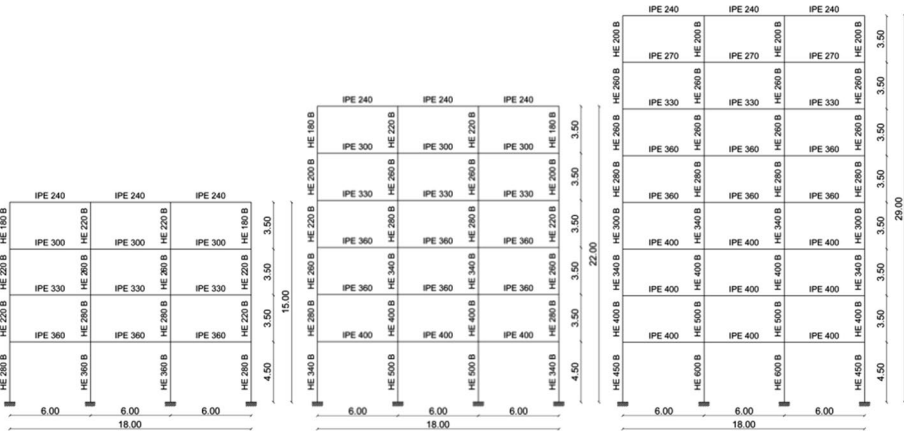 IPE 240 IPE 240 IPE 240
HE 180 B HE 220 B HE 220 B HE 180 B 3.50
IPE 300 IPE 300 IPE 300
HE 220 B HE 260 B HE 260 B HE 220 B 3.50
IPE 330 IPE 330 IPE 330
HE 220 B HE 280 B HE 280 B HE 220 B 3.50
IPE 360 IPE 360 IPE 360
HE 280 B HE 360 B HE 360 B HE 280 B 4.50
15.00
6.00 6.00 6.00
18.00
IPE 240 IPE 240 IPE 240
HE 180 B HE 220 B HE 220 B HE 180 B 3.50
IPE 300 IPE 300 IPE 300
HE 200 B HE 260 B HE 260 B HE 200 B 3.50
IPE 330 IPE 330 IPE 330
HE 220 B HE 280 B HE 280 B HE 220 B 3.50
IPE 360 IPE 360 IPE 360
HE 260 B HE 340 B HE 340 B HE 260 B 3.50
IPE 360 IPE 360 IPE 360
HE 280 B HE 400 B HE 400 B HE 280 B 3.50
IPE 400 IPE 400 IPE 400
HE 340 B HE 500 B HE 500 B HE 340 B 4.50
22.00
6.00 6.00 6.00
18.00
IPE 240 IPE 240 IPE 240
HE 200 B HE 200 B HE 200 B HE 200 B 3.50
IPE 270 IPE 270 IPE 270
HE 260 B HE 260 B HE 260 B HE 260 B 3.50
IPE 330 IPE 330 IPE 330
HE 260 B HE 260 B HE 260 B HE 260 B 3.50
IPE 360 IPE 360 IPE 360
HE 280 B HE 280 B HE 280 B HE 280 B 3.50
IPE 360 IPE 360 IPE 360
HE 300 B HE 340 B HE 340 B HE 300 B 3.50
IPE 400 IPE 400 IPE 400
HE 340 B HE 400 B HE 400 B HE 340 B 3.50
IPE 400 IPE 400 IPE 400
HE 400 B HE 500 B HE 500 B HE 400 B 3.50
IPE 400 IPE 400 IPE 400
HE 450 B HE 600 B HE 600 B HE 450 B 4.50
29.00
6.00 6.00 6.00
18.00